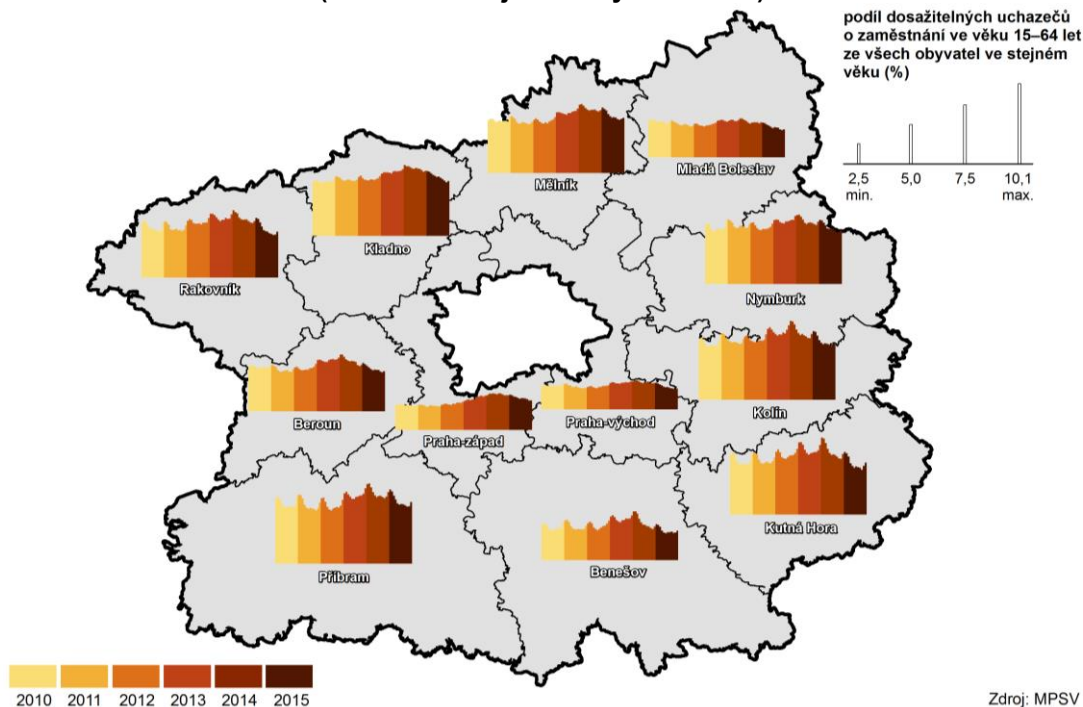 podíl dosažitelných uchazečů
o zaměstnání ve věku 15–64 let
ze všech obyvatel ve stejném
věku (%)
2,5 5,0 7,5 10,1
min. max.
Mělník
Mladá Boleslav
Kladno
Rakovník
Nymburk
Beroun
Praha-západ
Praha-východ
Kolín
Kutná Hora
Příbram
Benešov
2010 2011 2012 2013 2014 2015
Zdroj: MPSV